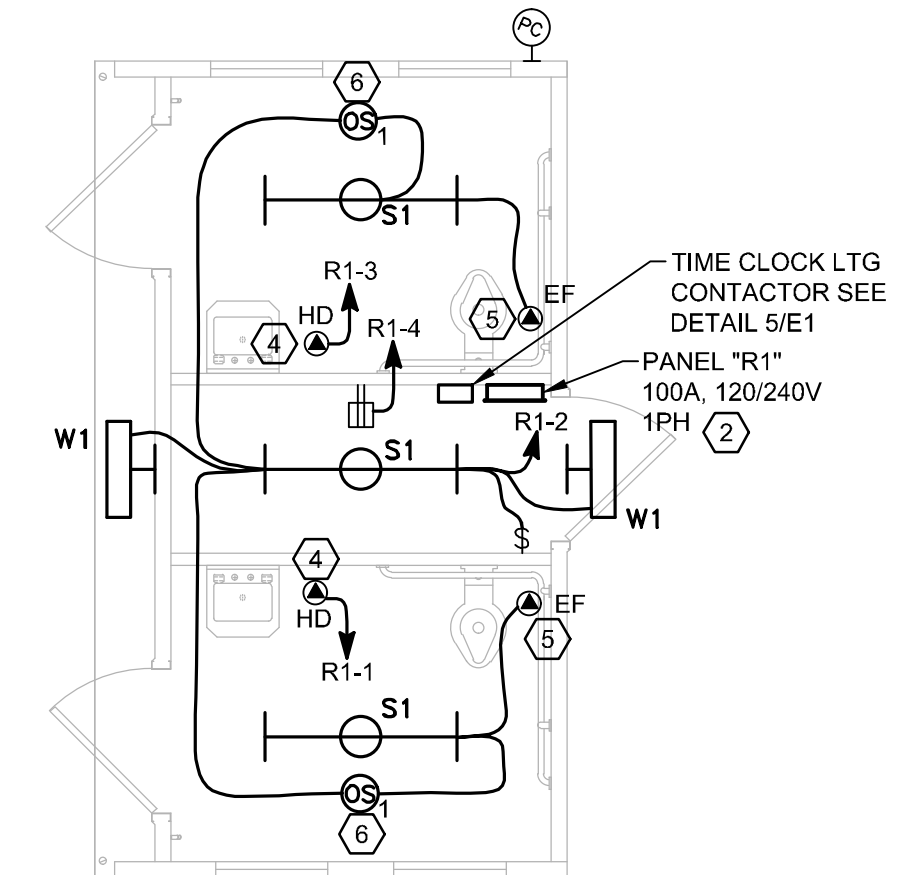 PC
6
OS
1
S1
R1-3
TIME CLOCK LTG
CONTACTOR SEE
DETAIL 5/E1
EF
5
HD
4
R1-4
PANEL "R1"
100A, 120/240V
1PH
2
R1-2
W1
S1
W1
$
4
HD
EF
5
R1-1
S1
OS
1
6